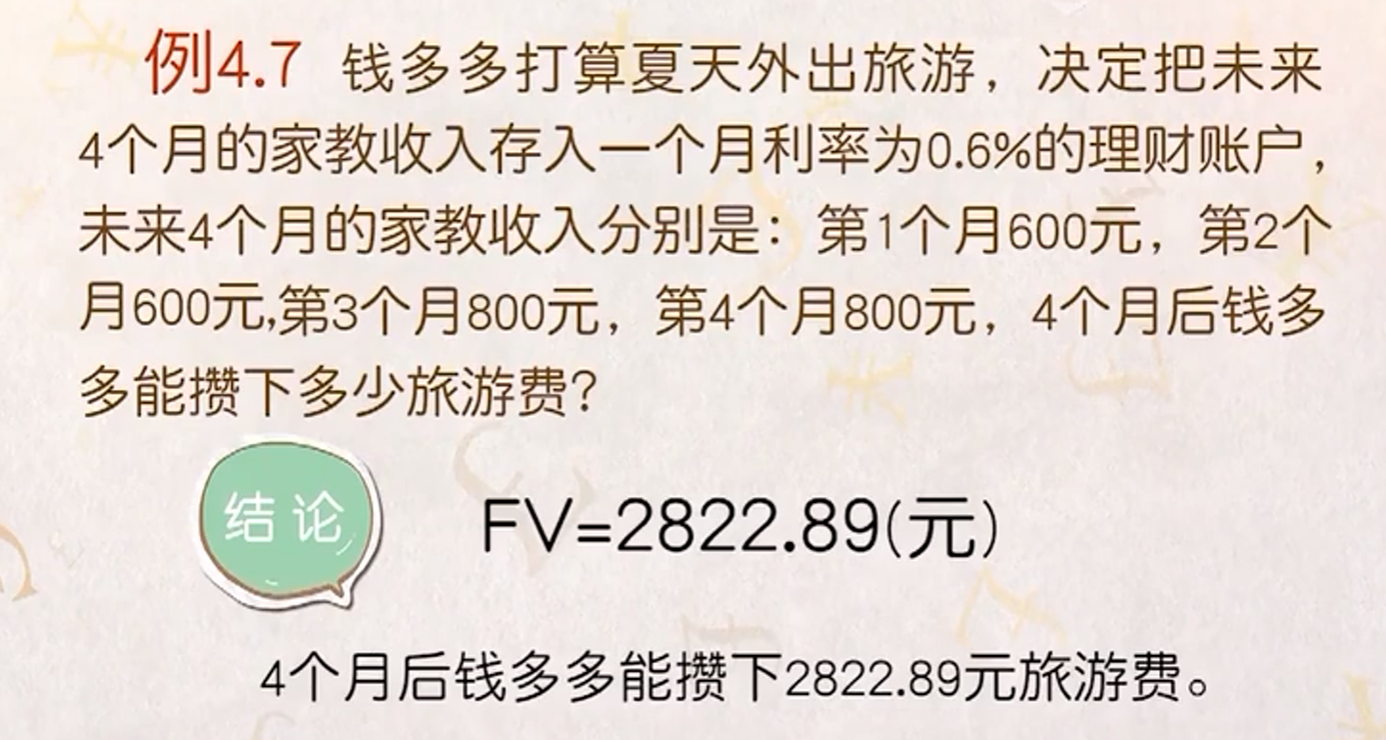 例4.7 钱多多打算夏天外出旅游，决定把未来
4个月的家教收入存入一个月利率为0.6%的理财账户，
未来4个月的家教收入分别是：第1个月600元，第2个
月600元,第3个月800元，第4个月800元，4个月后钱多
多能攒下多少旅游费？
结论
FV=2822.89(元)
4个月后钱多多能攒下2822.89元旅游费。